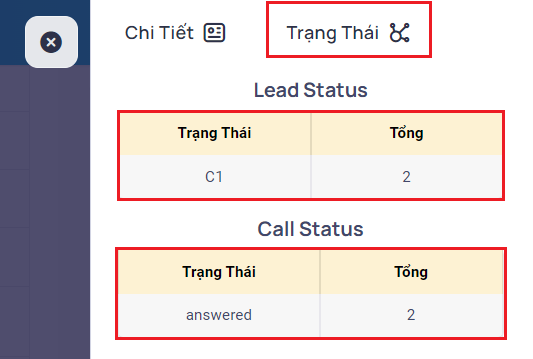 Chi Tiết
Trạng Thái
Lead Status
Trạng Thái Tổng
C1 2
Call Status
Trạng Thái Tổng
answered 2